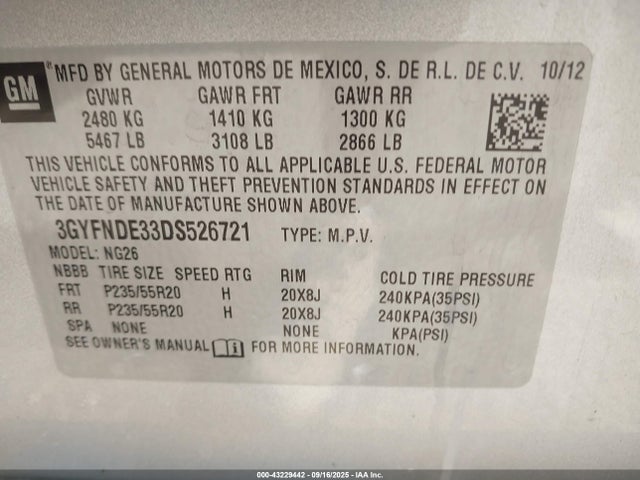 GM
® MFD BY GENERAL MOTORS DE MEXICO, S. DE R.L. DE C.V. 10/12
GVWR GAWR FRT GAWR RR
2480 KG 1410 KG 1300 KG
5467 LB 3108 LB 2866 LB
THIS VEHICLE CONFORMS TO ALL APPLICABLE U.S. FEDERAL MOTOR
VEHICLE SAFETY AND THEFT PREVENTION STANDARDS IN EFFECT ON
THE DATE OF MANUFACTURE SHOWN ABOVE.
3GYFNDE33DS526721 TYPE: M.P.V.
MODEL: NG26
NBBB TIRE SIZE SPEED RTG RIM COLD TIRE PRESSURE
FRT P235/55R20 H 20X8J 240KPA(35PSI)
RR P235/55R20 H 20X8J 240KPA(35PSI)
SPA NONE NONE KPA(PSI)
SEE OWNER'S MANUAL i FOR MORE INFORMATION.
000-43229442 - 09/16/2025 - IAA Inc.